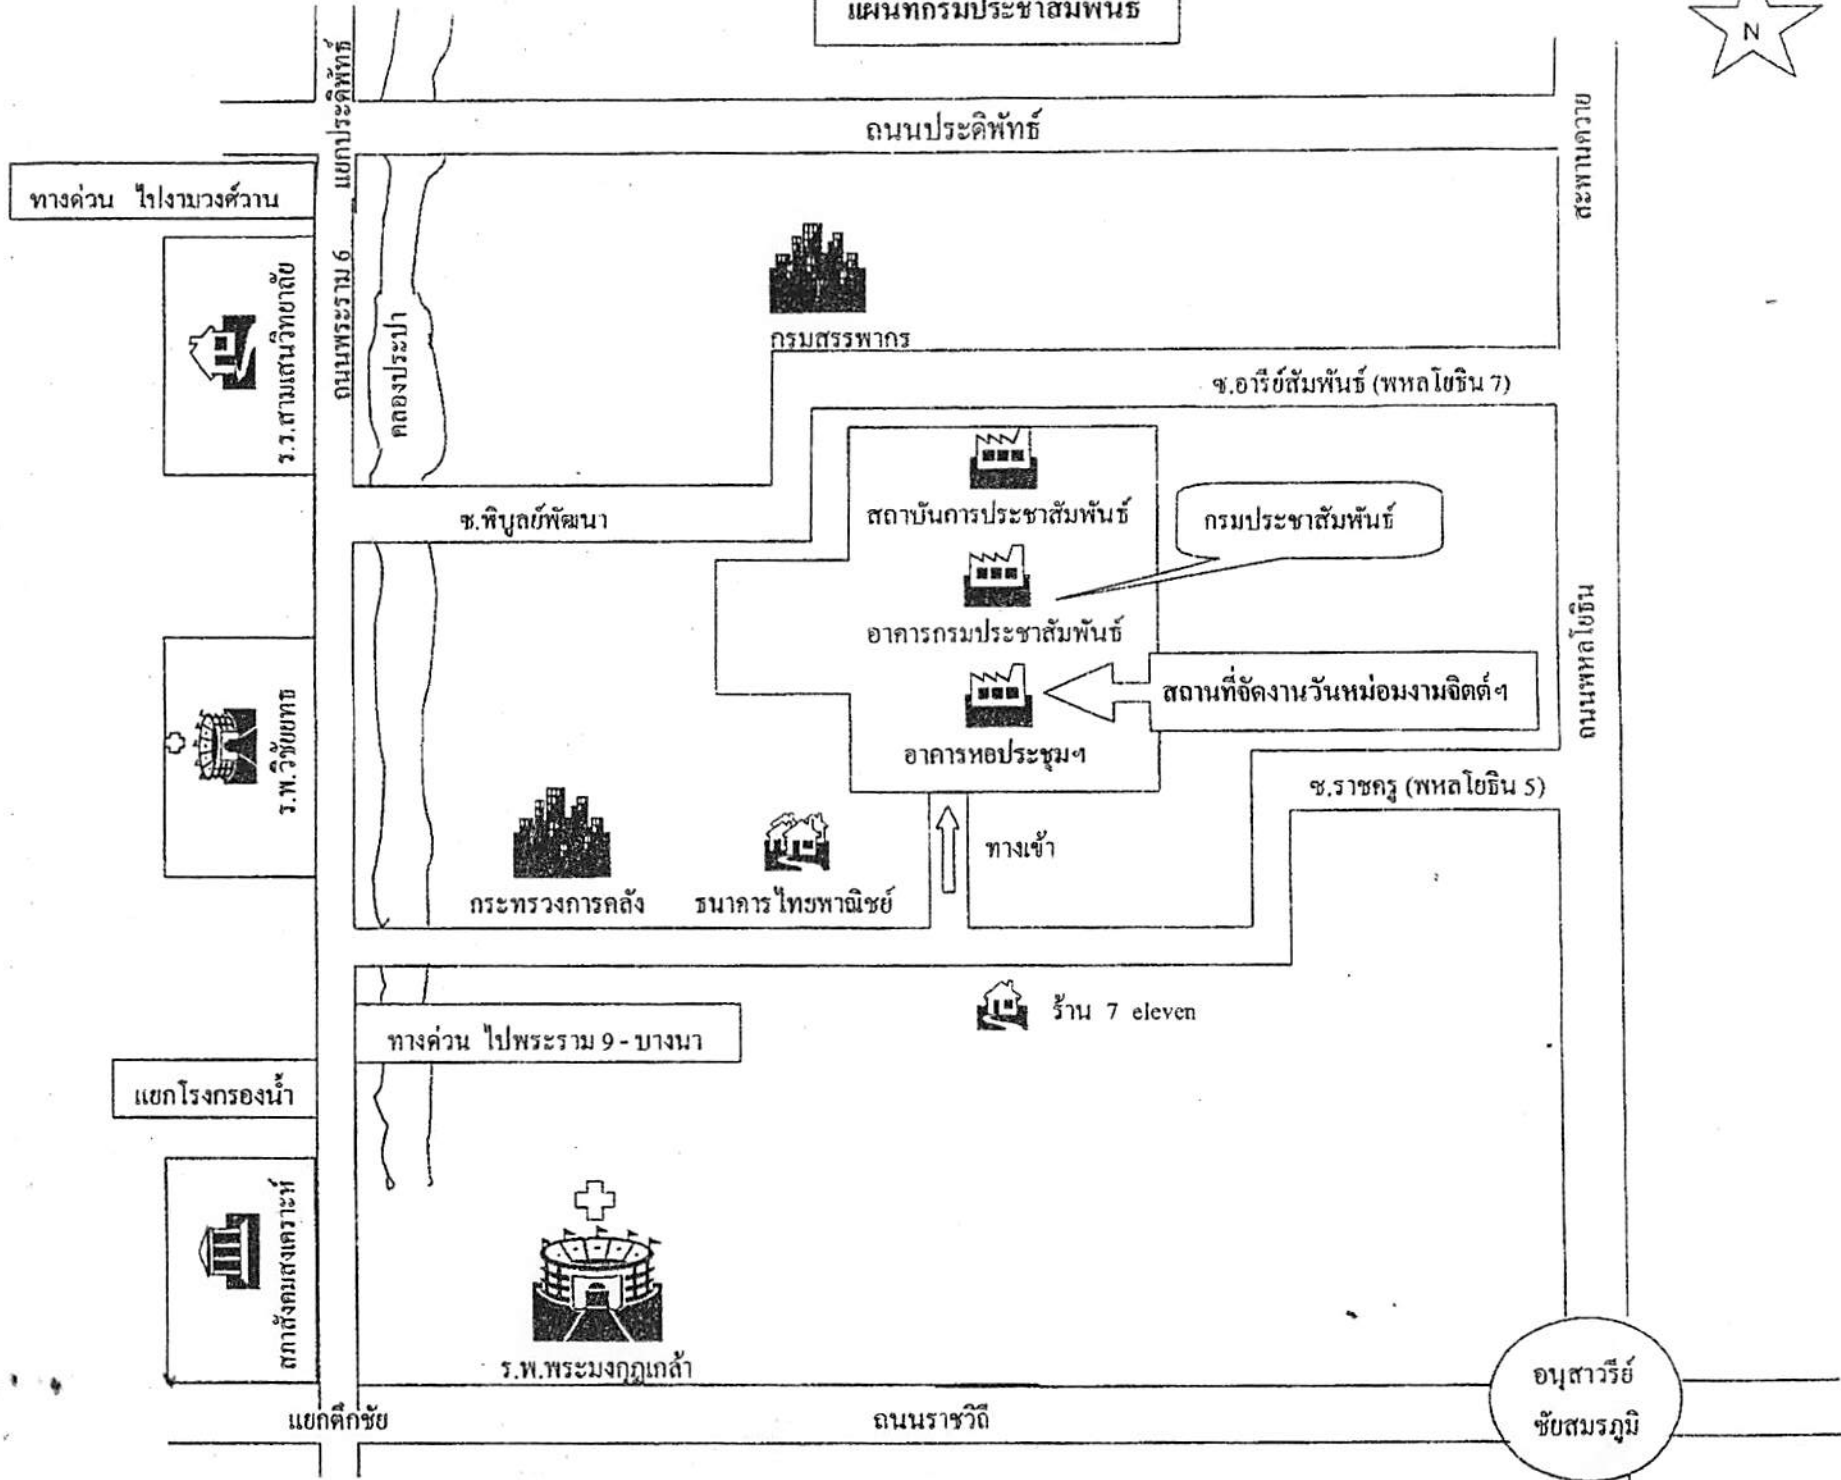 แผนที่กรมประชาสัมพันธ์
N
แยกประดิพัทธ์
ถนนประดิพัทธ์
สะพานควาย
ทางด่วน ไปงามวงศ์วาน
ร.ร.สามเสนวิทยาลัย
ถนนพระราม 6
คลองประปา
กรมสรรพากร
ซ.อารีย์สัมพันธ์ (พหลโยธิน 7)
ซ.พิบูลย์พัฒนา
สถาบันการประชาสัมพันธ์
กรมประชาสัมพันธ์
อาคารกรมประชาสัมพันธ์
ถนนพหลโยธิน
สถานที่จัดงานวันหม่อมงามจิตต์ฯ
ร.พ.วิชัยยุทธ
อาคารหอประชุมฯ
ซ.ราชครู (พหลโยธิน 5)
ทางเข้า
กระทรวงการคลัง
ธนาคารไทยพาณิชย์
ร้าน 7 eleven
ทางด่วน ไปพระราม 9 - บางนา
แยกโรงกรองน้ำ
สภาสังคมสงเคราะห์
ร.พ.พระมงกุฎเกล้า
แยกตึกชัย
ถนนราชวิถี
อนุสาวรีย์
ชัยสมรภูมิ